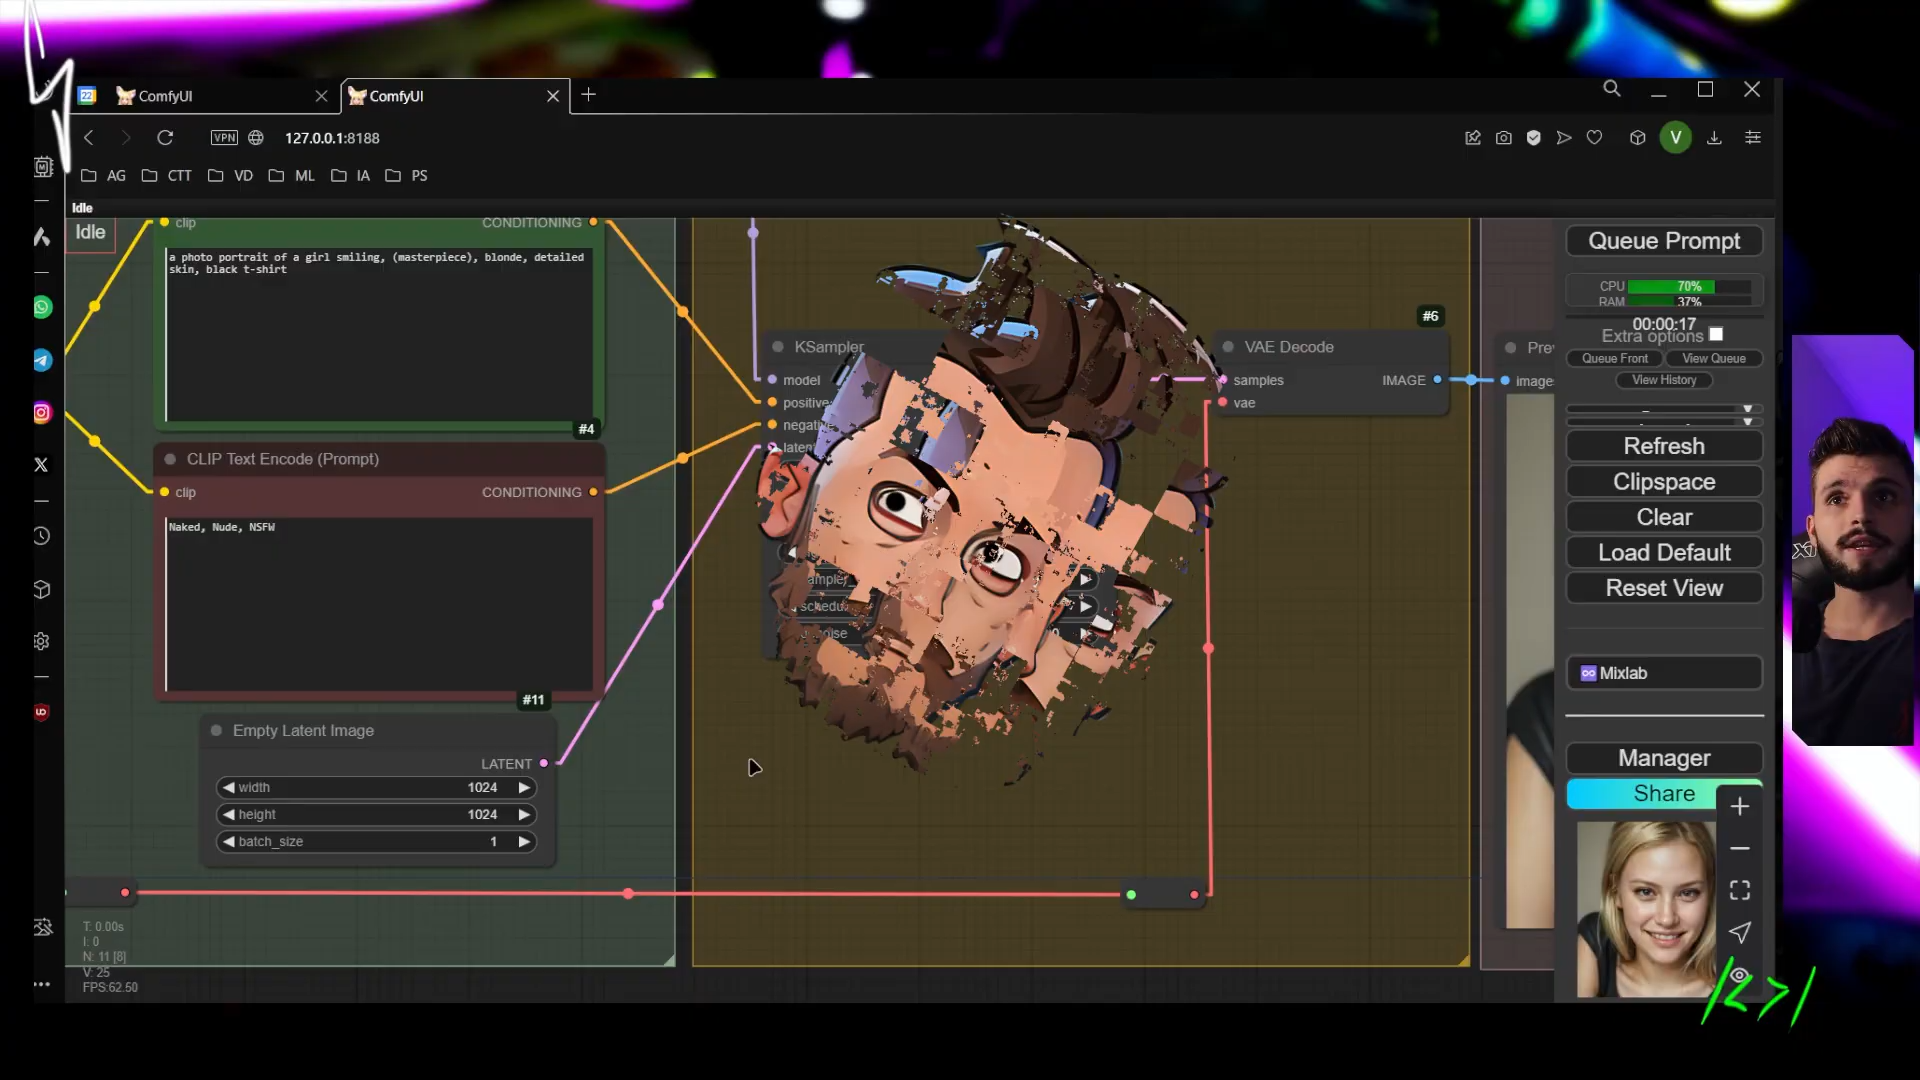 22
ComfyUI
ComfyUI
VPN
127.0.0.1:8188
V
AG
CTT
VD
ML
IA
PS
Idle
Idle
clip
CONDITIONING
a photo portrait of a girl smiling, (masterpiece), blonde, detailed
skin, black t-shirt
#4
CLIP Text Encode (Prompt)
clip
CONDITIONING
Naked, Nude, NSFW
#11
Empty Latent Image
LATENT
width 1024
height 1024
batch_size 1
T: 0.00s
I: 0
N: 11 [8]
V: 25
FPS:62.50
KSampler
model
positive
#6
VAE Decode
samples
IMAGE
vae
images
Queue Prompt
CPU 70%
RAM 37%
00:00:17
Extra options
Queue Front
View Queue
View History
Refresh
Clipspace
Clear
Load Default
Reset View
Mixlab
Manager
Share